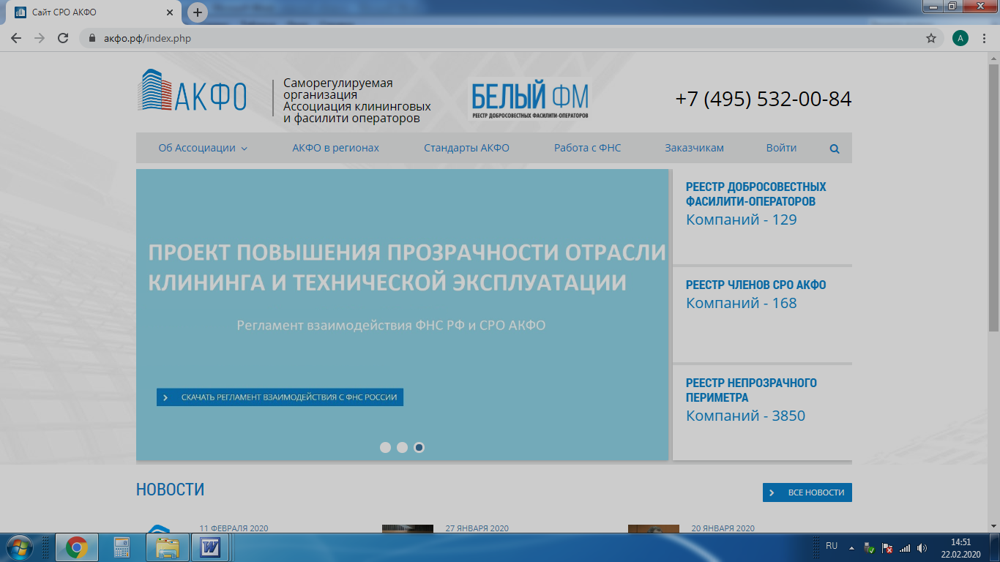 Сайт СРО АКФО
акфо.рф/index.php
А
АКФО
Саморегулируемая
организация
Ассоциация клининговых
и фасилити операторов
БЕЛЫЙ ФМ
РЕЕСТР ДОБРОСОВЕСТНЫХ ФАСИЛИТИ-ОПЕРАТОРОВ
+7 (495) 532-00-84
Об Ассоциации
АКФО в регионах
Стандарты АКФО
Работа с ФНС
Заказчикам
Войти
ПРОЕКТ ПОВЫШЕНИЯ ПРОЗРАЧНОСТИ ОТРАСЛИ
КЛИНИНГА И ТЕХНИЧЕСКОЙ ЭКСПЛУАТАЦИИ
Регламент взаимодействия ФНС РФ и СРО АКФО
СКАЧАТЬ РЕГЛАМЕНТ ВЗАИМОДЕЙСТВИЯ С ФНС РОССИИ
РЕЕСТР ДОБРОСОВЕСТНЫХ
ФАСИЛИТИ-ОПЕРАТОРОВ
Компаний - 129
РЕЕСТР ЧЛЕНОВ СРО АКФО
Компаний - 168
РЕЕСТР НЕПРОЗРАЧНОГО
ПЕРИМЕТРА
Компаний - 3850
НОВОСТИ
ВСЕ НОВОСТИ
11 ФЕВРАЛЯ 2020
27 ЯНВАРЯ 2020
20 ЯНВАРЯ 2020
RU
14:51
22.02.2020